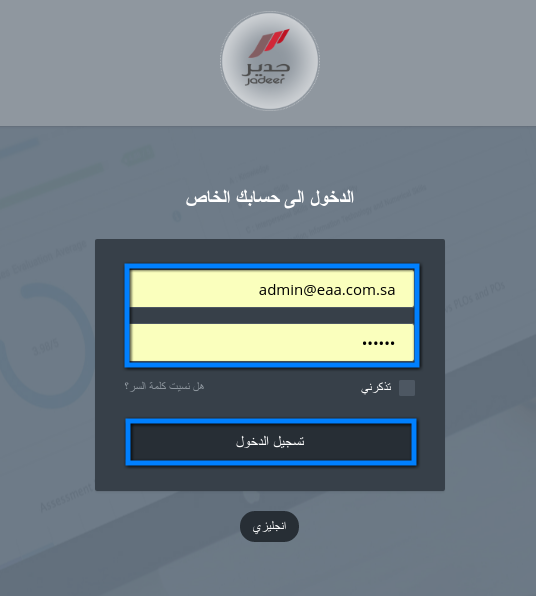 جدير
jadeer
الدخول الى حسابك الخاص
admin@eaa.com.sa
••••••
تذكرني
هل نسيت كلمة السر؟
تسجيل الدخول
انجليزي